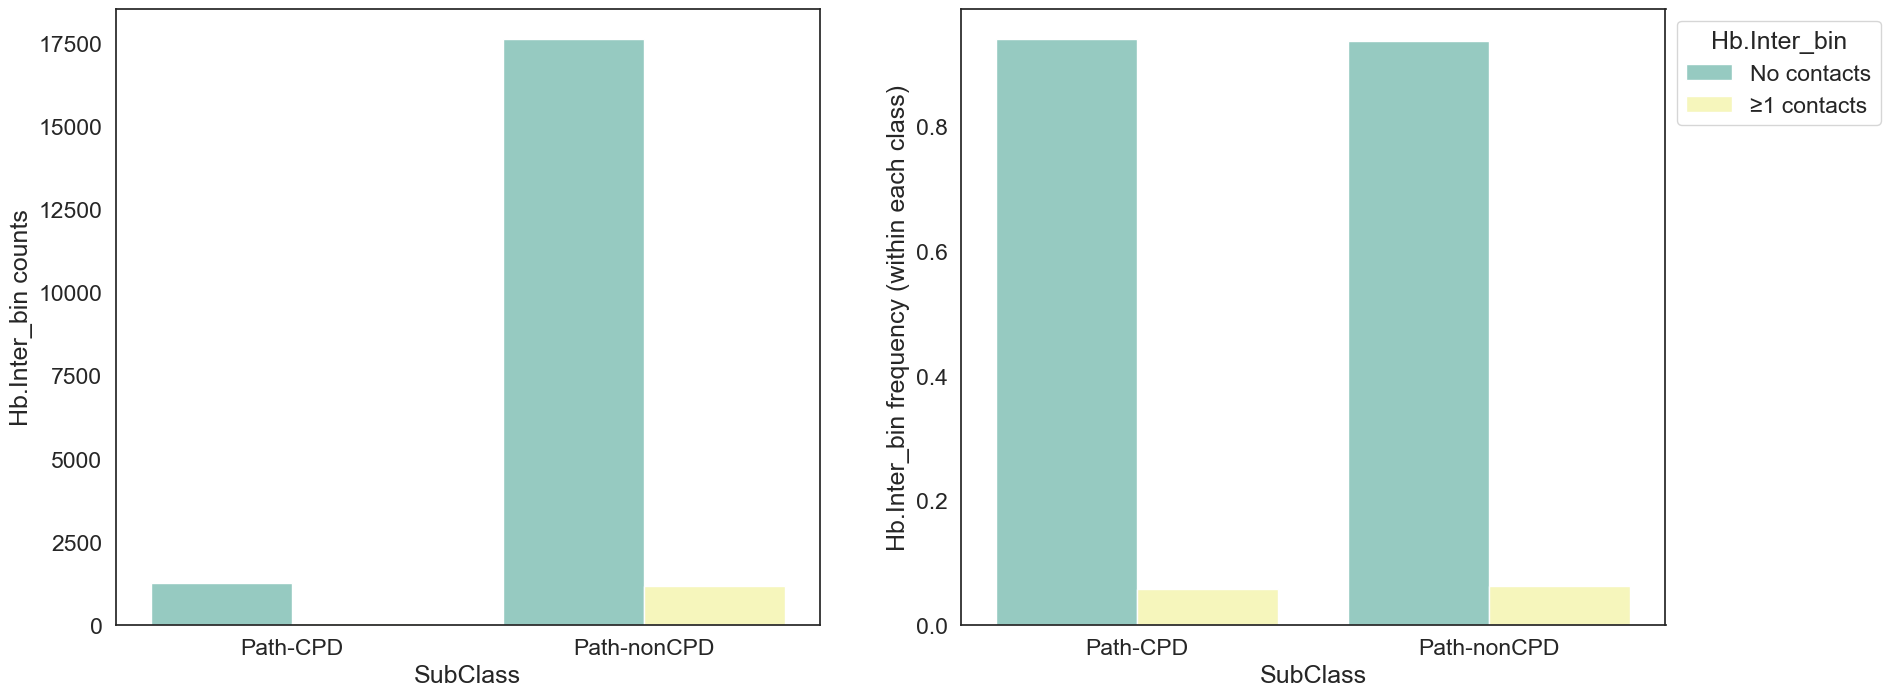 17500
15000
12500
10000
7500
5000
2500
0
Hb.Inter_bin counts
Path-CPD
Path-nonCPD
SubClass
0.8
0.6
0.4
0.2
0.0
Hb.Inter_bin frequency (within each class)
Path-CPD
Path-nonCPD
SubClass
Hb.Inter_bin
No contacts
≥1 contacts